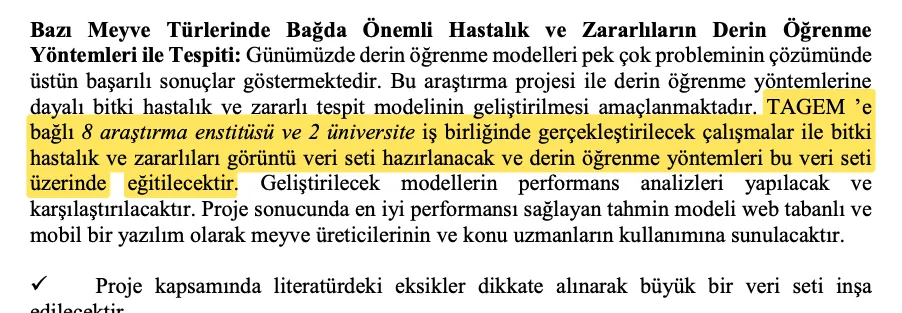 Bazı Meyve Türlerinde Bağda Önemli Hastalık ve Zararlıların Derin Öğrenme
Yöntemleri ile Tespiti: Günümüzde derin öğrenme modelleri pek çok probleminin çözümünde
üstün başarılı sonuçlar göstermektedir. Bu araştırma projesi ile derin öğrenme yöntemlerine
dayalı bitki hastalık ve zararlı tespit modelinin geliştirilmesi amaçlanmaktadır. TAGEM ’e
bağlı 8 araştırma enstitüsü ve 2 üniversite iş birliğinde gerçekleştirilecek çalışmalar ile bitki
hastalık ve zararlıları görüntü veri seti hazırlanacak ve derin öğrenme yöntemleri bu veri seti
üzerinde eğitilecektir. Geliştirilecek modellerin performans analizleri yapılacak ve
karşılaştırılacaktır. Proje sonucunda en iyi performansı sağlayan tahmin modeli web tabanlı ve
mobil bir yazılım olarak meyve üreticilerinin ve konu uzmanların kullanımına sunulacaktır.
✓ Proje kapsamında literatürdeki eksikler dikkate alınarak büyük bir veri seti inşa
edilecektir.